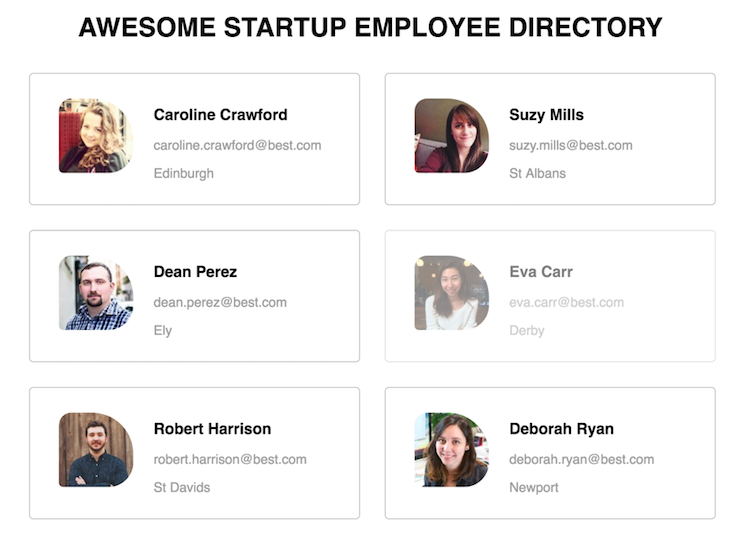 AWESOME STARTUP EMPLOYEE DIRECTORY
Caroline Crawford
caroline.crawford@best.com
Edinburgh
Suzy Mills
suzy.mills@best.com
St Albans
Dean Perez
dean.perez@best.com
Ely
Eva Carr
eva.carr@best.com
Derby
Robert Harrison
robert.harrison@best.com
St Davids
Deborah Ryan
deborah.ryan@best.com
Newport